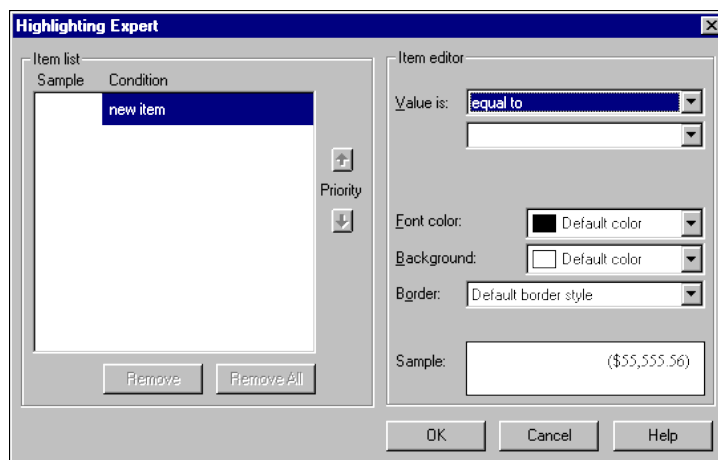 Highlighting Expert
Item list
Sample Condition
new item
Priority
Remove Remove All
Item editor
Value is: equal to
Font color: Default color
Background: Default color
Border: Default border style
Sample: ($55,555.56)
OK Cancel Help